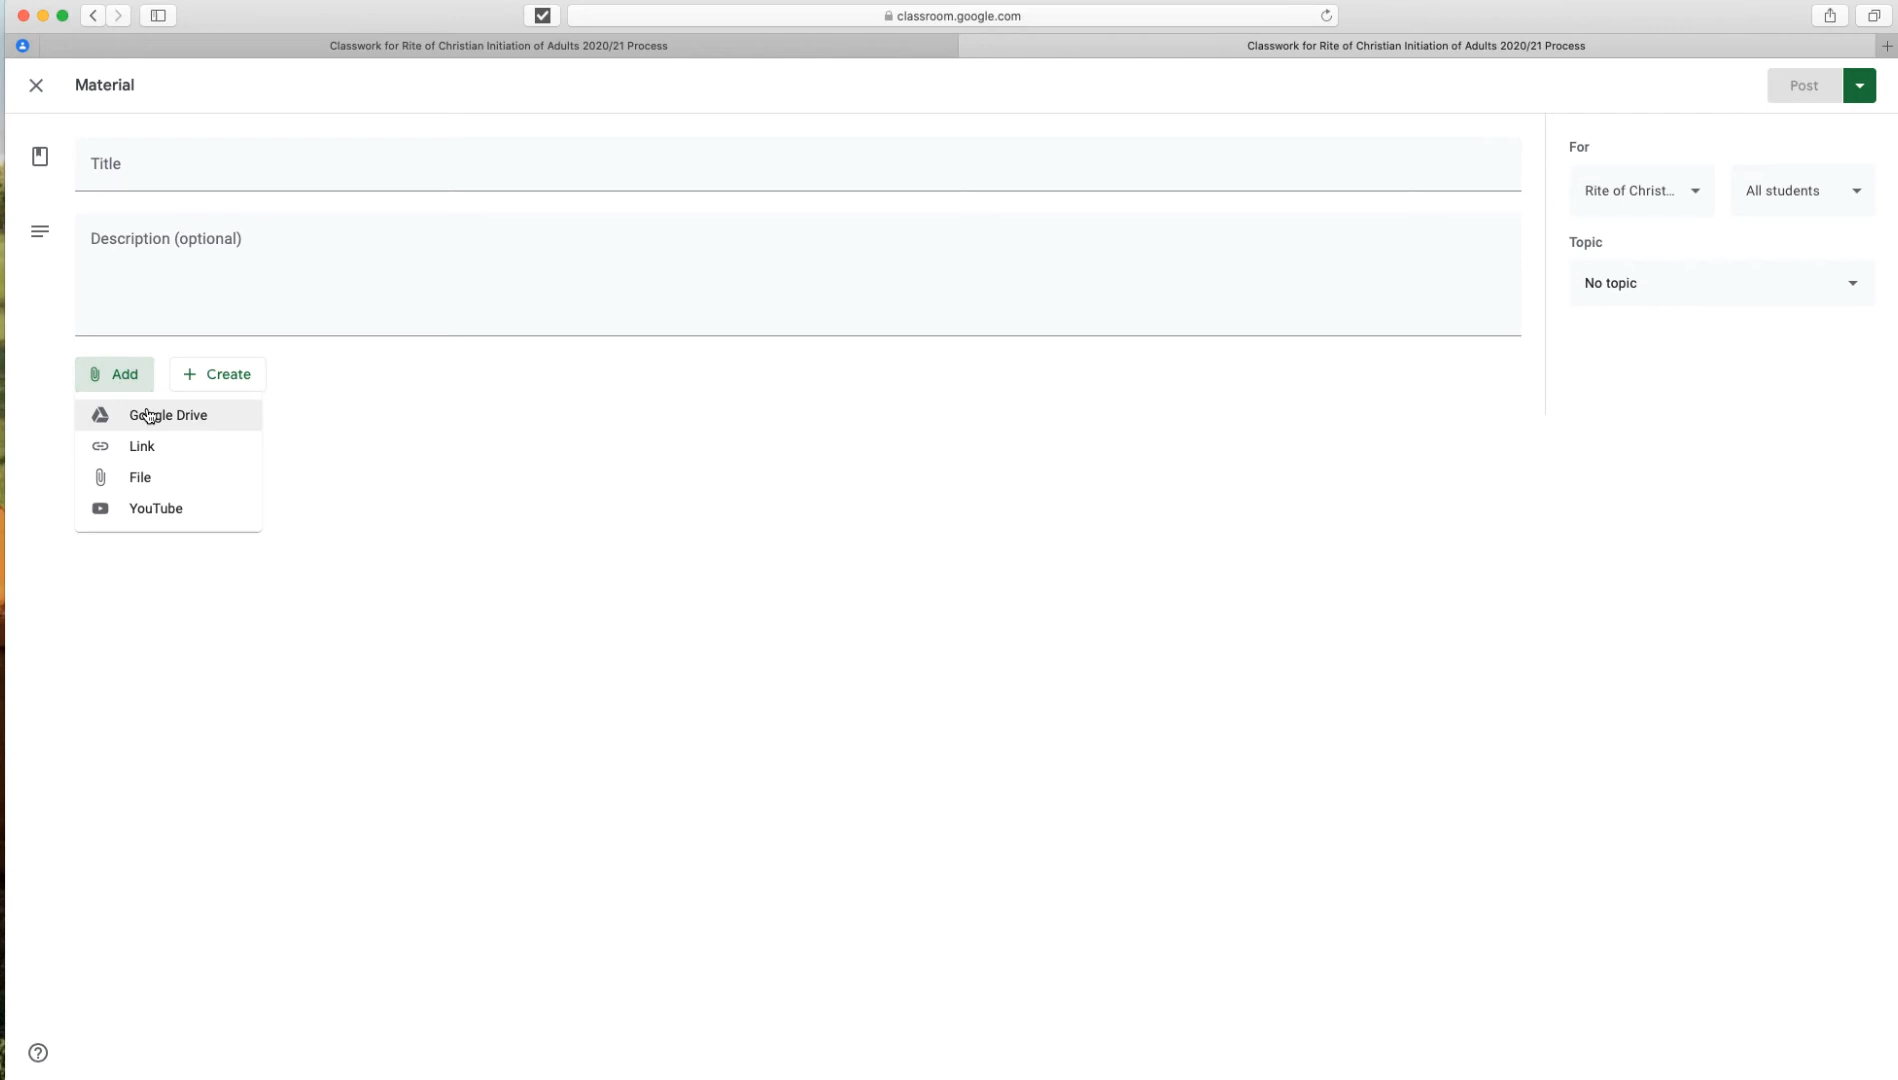 classroom.google.com
Classwork for Rite of Christian Initiation of Adults 2020/21 Process
Classwork for Rite of Christian Initiation of Adults 2020/21 Process
Material
Post
Title
For
Rite of Christ...
All students
Description (optional)
Topic
No topic
Add
Create
Google Drive
Link
File
YouTube